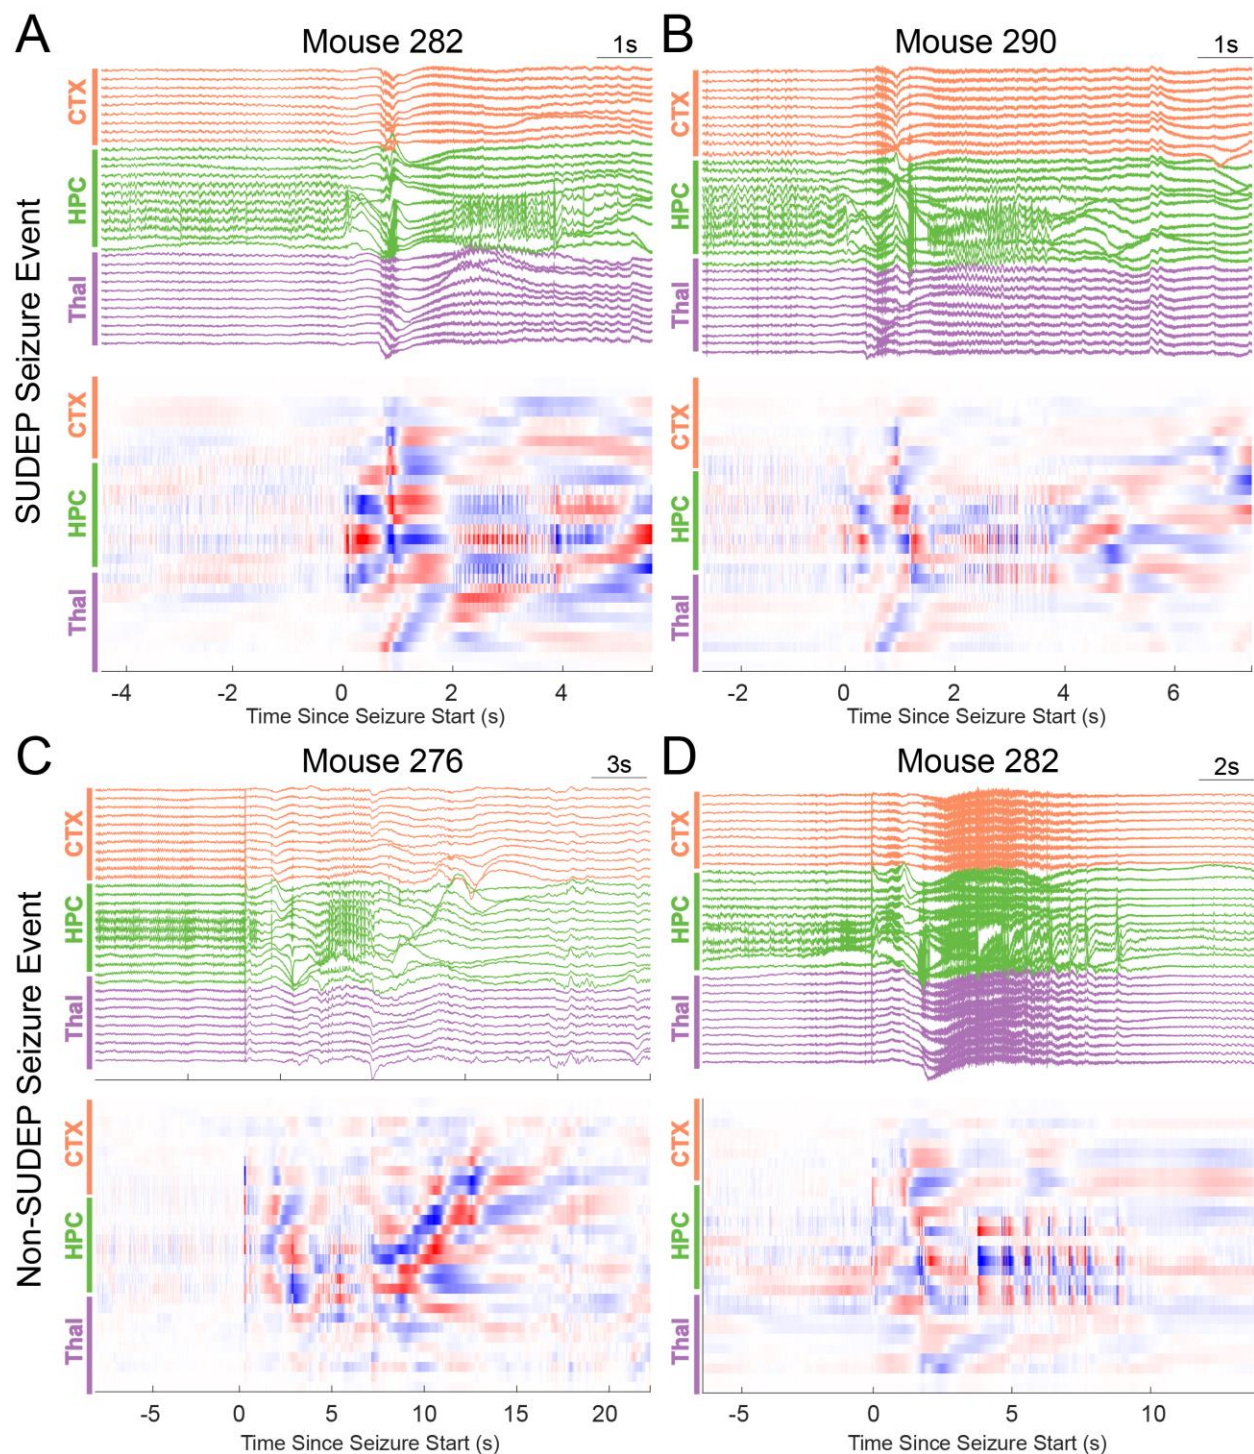 A
Mouse 282
1s
B
Mouse 290
1s
SUDEP Seizure Event
CTX
HPC
Thal
CTX
HPC
Thal
CTX
HPC
Thal
CTX
HPC
Thal
-4 -2 0 2 4
Time Since Seizure Start (s)
-2 0 2 4 6
Time Since Seizure Start (s)
C
Mouse 276
3s
D
Mouse 282
2s
Non-SUDEP Seizure Event
CTX
HPC
Thal
CTX
HPC
Thal
CTX
HPC
Thal
CTX
HPC
Thal
-5 0 5 10 15 20
Time Since Seizure Start (s)
-5 0 5 10
Time Since Seizure Start (s)